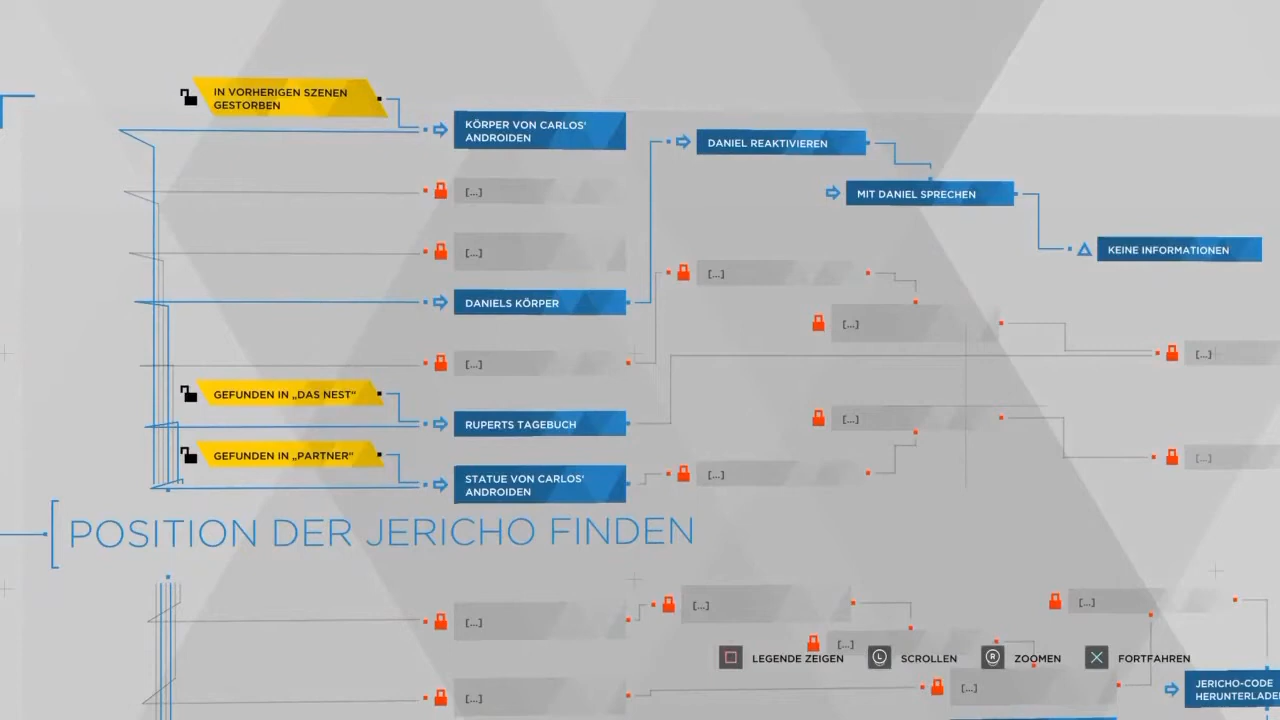 IN VORHERIGEN SZENEN
GESTORBEN
KÖRPER VON CARLOS'
ANDROIDEN
DANIEL REAKTIVIEREN
[...]
MIT DANIEL SPRECHEN
[...]
KEINE INFORMATIONEN
[...]
DANIELS KÖRPER
[...]
[...]
[...]
GEFUNDEN IN „DAS NEST“
RUPERTS TAGEBUCH
[...]
GEFUNDEN IN „PARTNER“
[...]
STATUE VON CARLOS'
ANDROIDEN
[...]
POSITION DER JERICHO FINDEN
[...]
[...]
[...]
[...]
LEGENDE ZEIGEN
L
SCROLLEN
R
ZOOMEN
FORTFAHREN
[...]
[...]
JERICHO-CODE
HERUNTERLADE